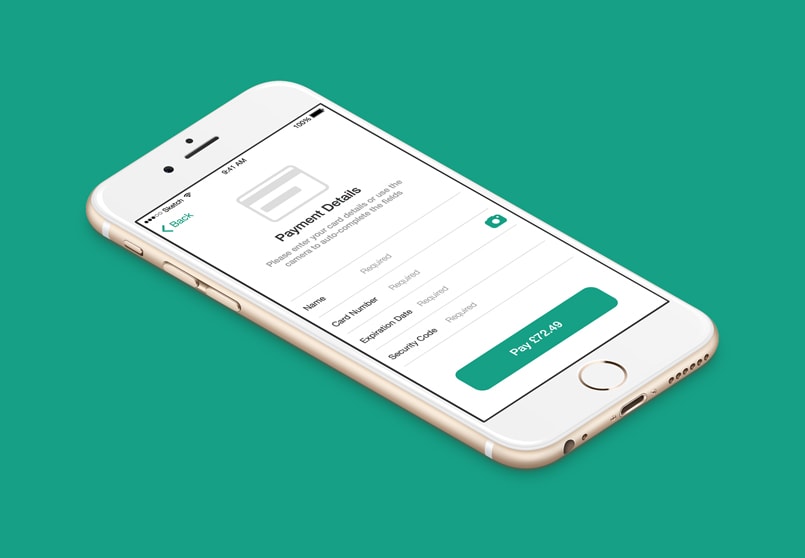 Sketch
9:41 AM
100%
Back
Payment Details
Please enter your card details or use the
camera to auto-complete the fields
Name Required
Card Number Required
Expiration Date Required
Security Code Required
Pay £72.49